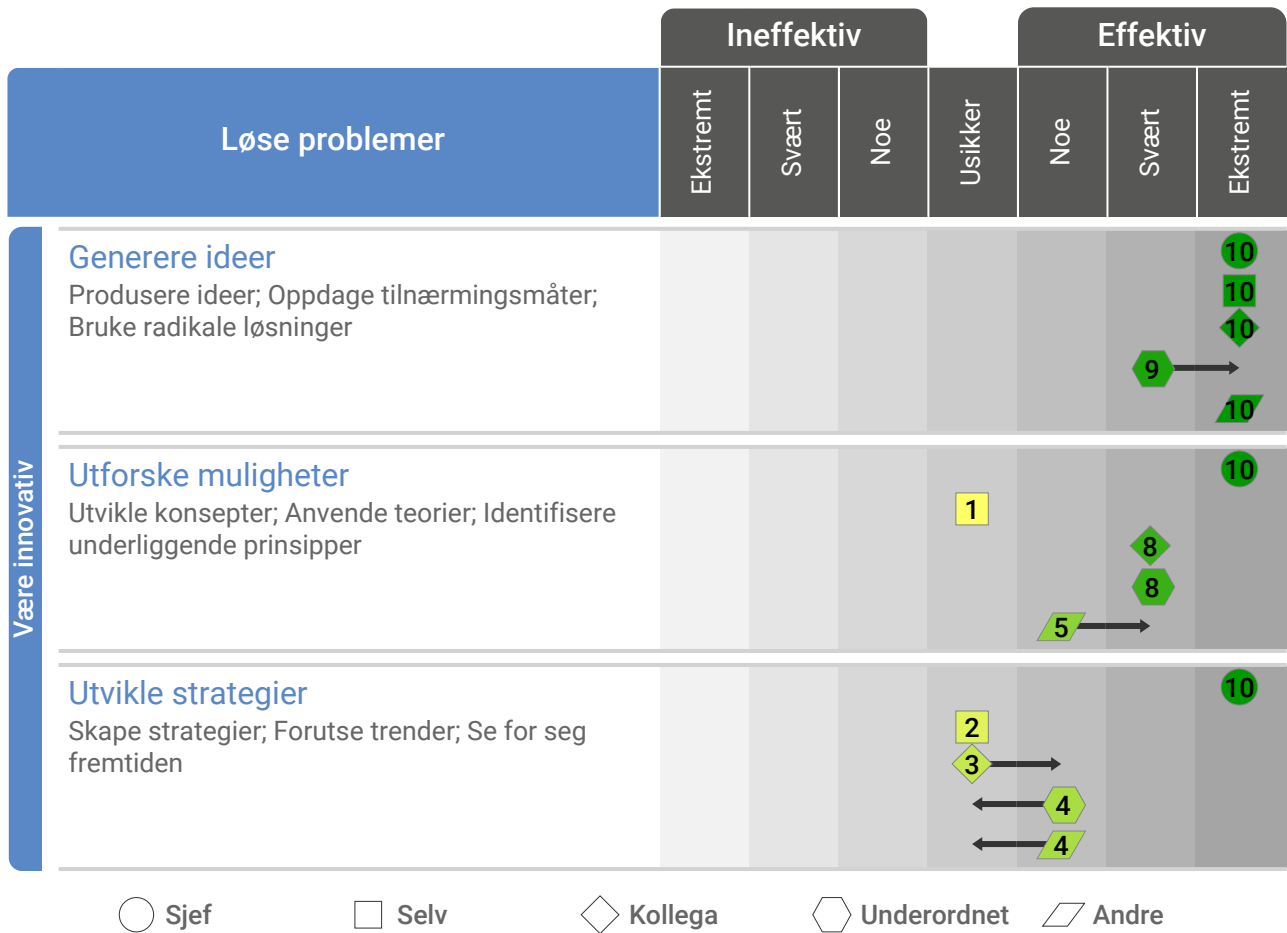 Ineffektiv
Effektiv
Løse problemer
Ekstremt
Svært
Noe
Usikker
Noe
Svært
Ekstremt
Være innovativ
Generere ideer
Produsere ideer; Oppdage tilnærmingsmåter;
Bruke radikale løsninger
10
10
10
9
10
Utforske muligheter
Utvikle konsepter; Anvende teorier; Identifisere
underliggende prinsipper
10
1
8
8
5
Utvikle strategier
Skape strategier; Forutse trender; Se for seg
fremtiden
10
2
3
4
4
Sjef
Selv
Kollega
Underordnet
Andre